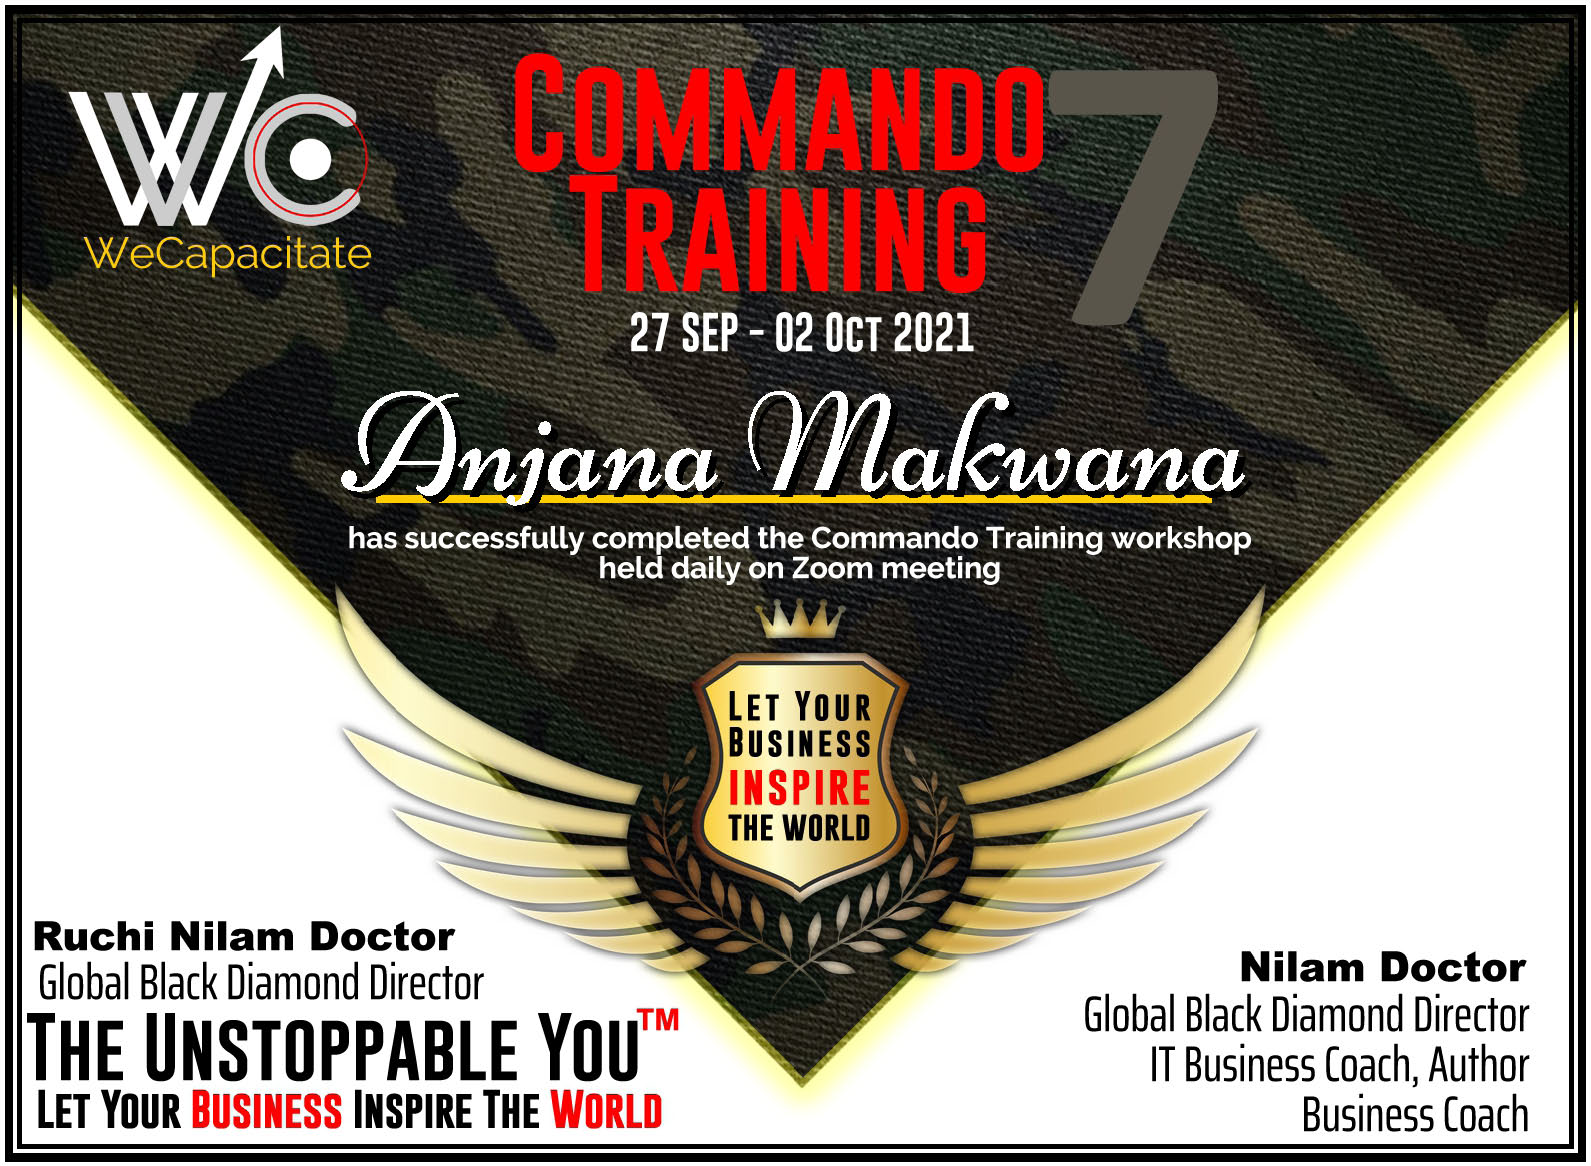 WC
WeCapacitate
COMMANDO 7
TRAINING
27 SEP - 02 OCT 2021
Anjana Makwana
has successfully completed the Commando Training workshop
held daily on Zoom meeting
LET YOUR
BUSINESS
INSPIRE
THE WORLD
Ruchi Nilam Doctor
Global Black Diamond Director
THE UNSTOPPABLE YOU™
LET YOUR BUSINESS INSPIRE THE WORLD
Nilam Doctor
Global Black Diamond Director
IT Business Coach, Author
Business Coach